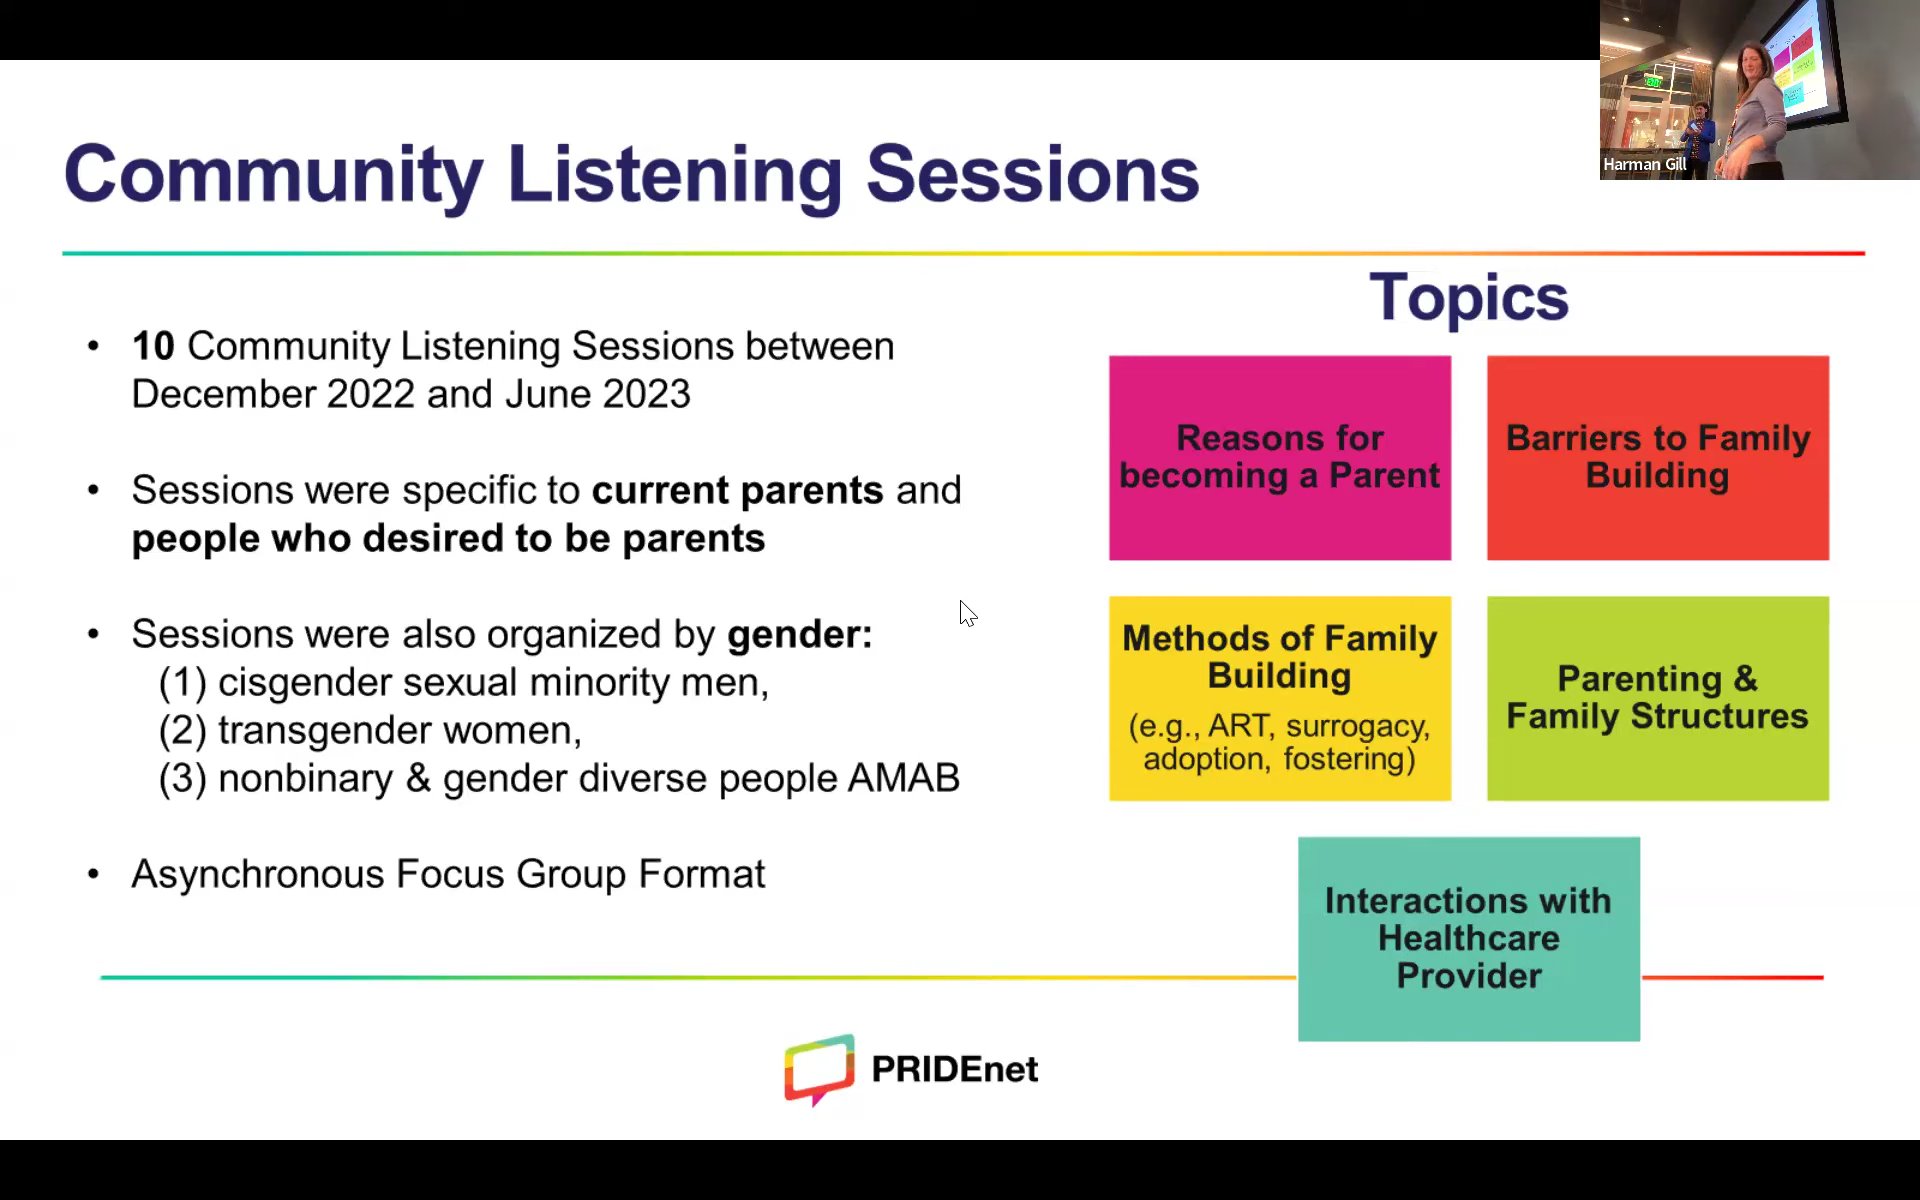 Community Listening Sessions
Harman Gill
• 10 Community Listening Sessions between
December 2022 and June 2023
• Sessions were specific to current parents and
people who desired to be parents
• Sessions were also organized by gender:
(1) cisgender sexual minority men,
(2) transgender women,
(3) nonbinary & gender diverse people AMAB
• Asynchronous Focus Group Format
Topics
Reasons for
becoming a Parent
Barriers to Family
Building
Methods of Family
Building
(e.g., ART, surrogacy,
adoption, fostering)
Parenting &
Family Structures
Interactions with
Healthcare
Provider
PRIDEnet